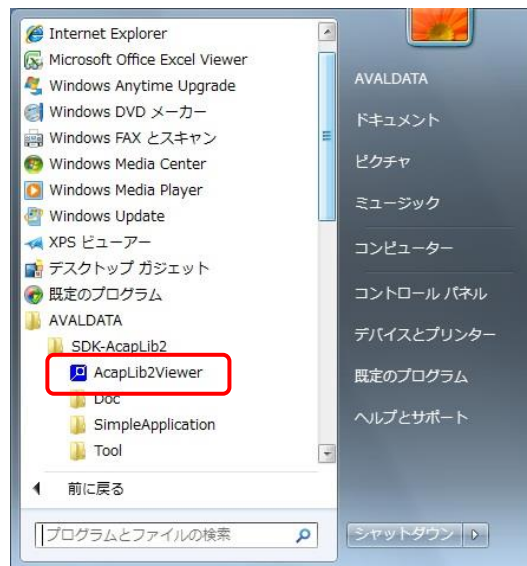 Internet Explorer
Microsoft Office Excel Viewer
Windows Anytime Upgrade
Windows DVD メーカー
Windows FAX とスキャン
Windows Media Center
Windows Media Player
Windows Update
XPS ビューアー
デスクトップ ガジェット
既定のプログラム
AVALDATA
SDK-AcapLib2
AcapLib2Viewer
Doc
SimpleApplication
Tool
前に戻る
プログラムとファイルの検索
AVALDATA
ドキュメント
ピクチャ
ミュージック
コンピューター
コントロール パネル
デバイスとプリンター
既定のプログラム
ヘルプとサポート
シャットダウン